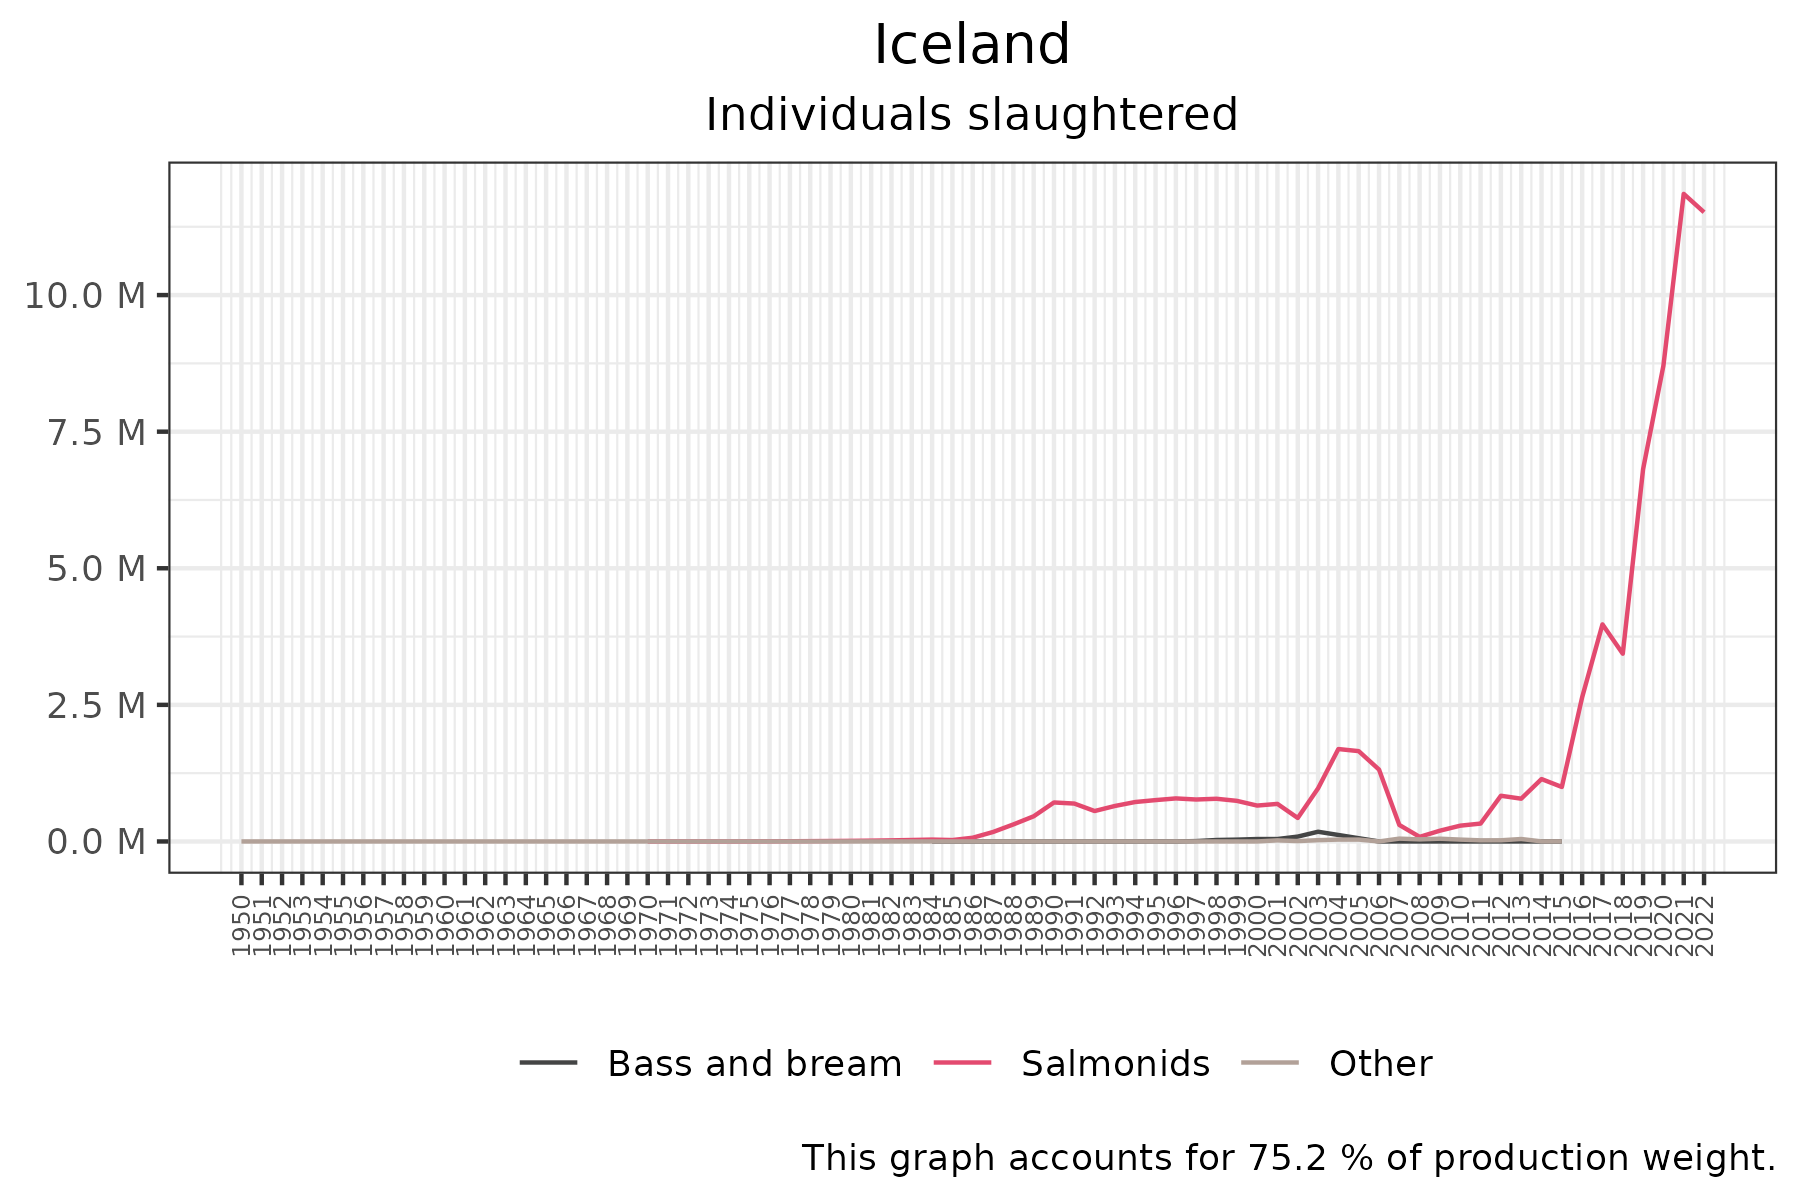 Iceland
Individuals slaughtered
10.0 M
7.5 M
5.0 M
2.5 M
0.0 M
1950 1951 1952 1953 1954 1955 1956 1957 1958 1959 1960 1961 1962 1963 1964 1965 1966 1967 1968 1969 1970 1971 1972 1973 1974 1975 1976 1977 1978 1979 1980 1981 1982 1983 1984 1985 1986 1987 1988 1989 1990 1991 1992 1993 1994 1995 1996 1997 1998 1999 2000 2001 2002 2003 2004 2005 2006 2007 2008 2009 2010 2011 2012 2013 2014 2015 2016 2017 2018 2019 2020 2021 2022
Bass and bream Salmonids Other
This graph accounts for 75.2 % of production weight.